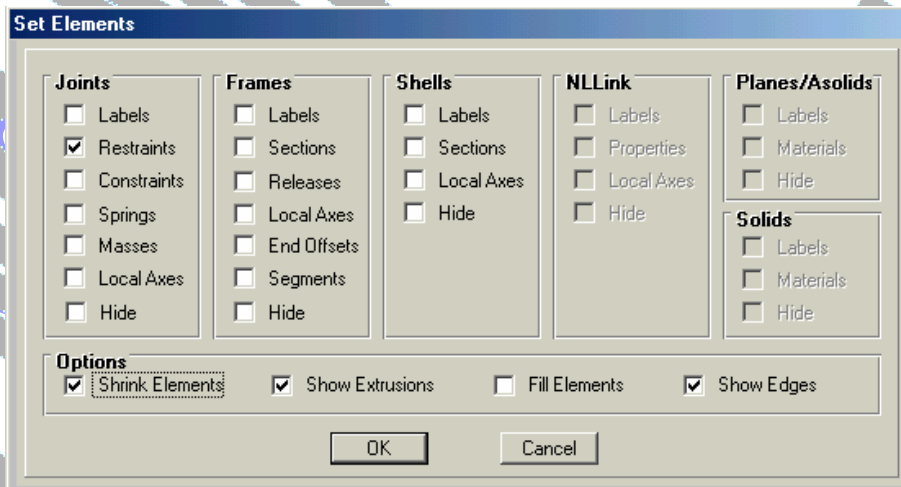 Set Elements
Joints
Labels
Restraints
Constraints
Springs
Masses
Local Axes
Hide
Frames
Labels
Sections
Releases
Local Axes
End Offsets
Segments
Hide
Shells
Labels
Sections
Local Axes
Hide
NLLink
Labels
Properties
Local Axes
Hide
Planes/Asolids
Labels
Materials
Hide
Solids
Labels
Materials
Hide
Options
Shrink Elements
Show Extrusions
Fill Elements
Show Edges
OK
Cancel